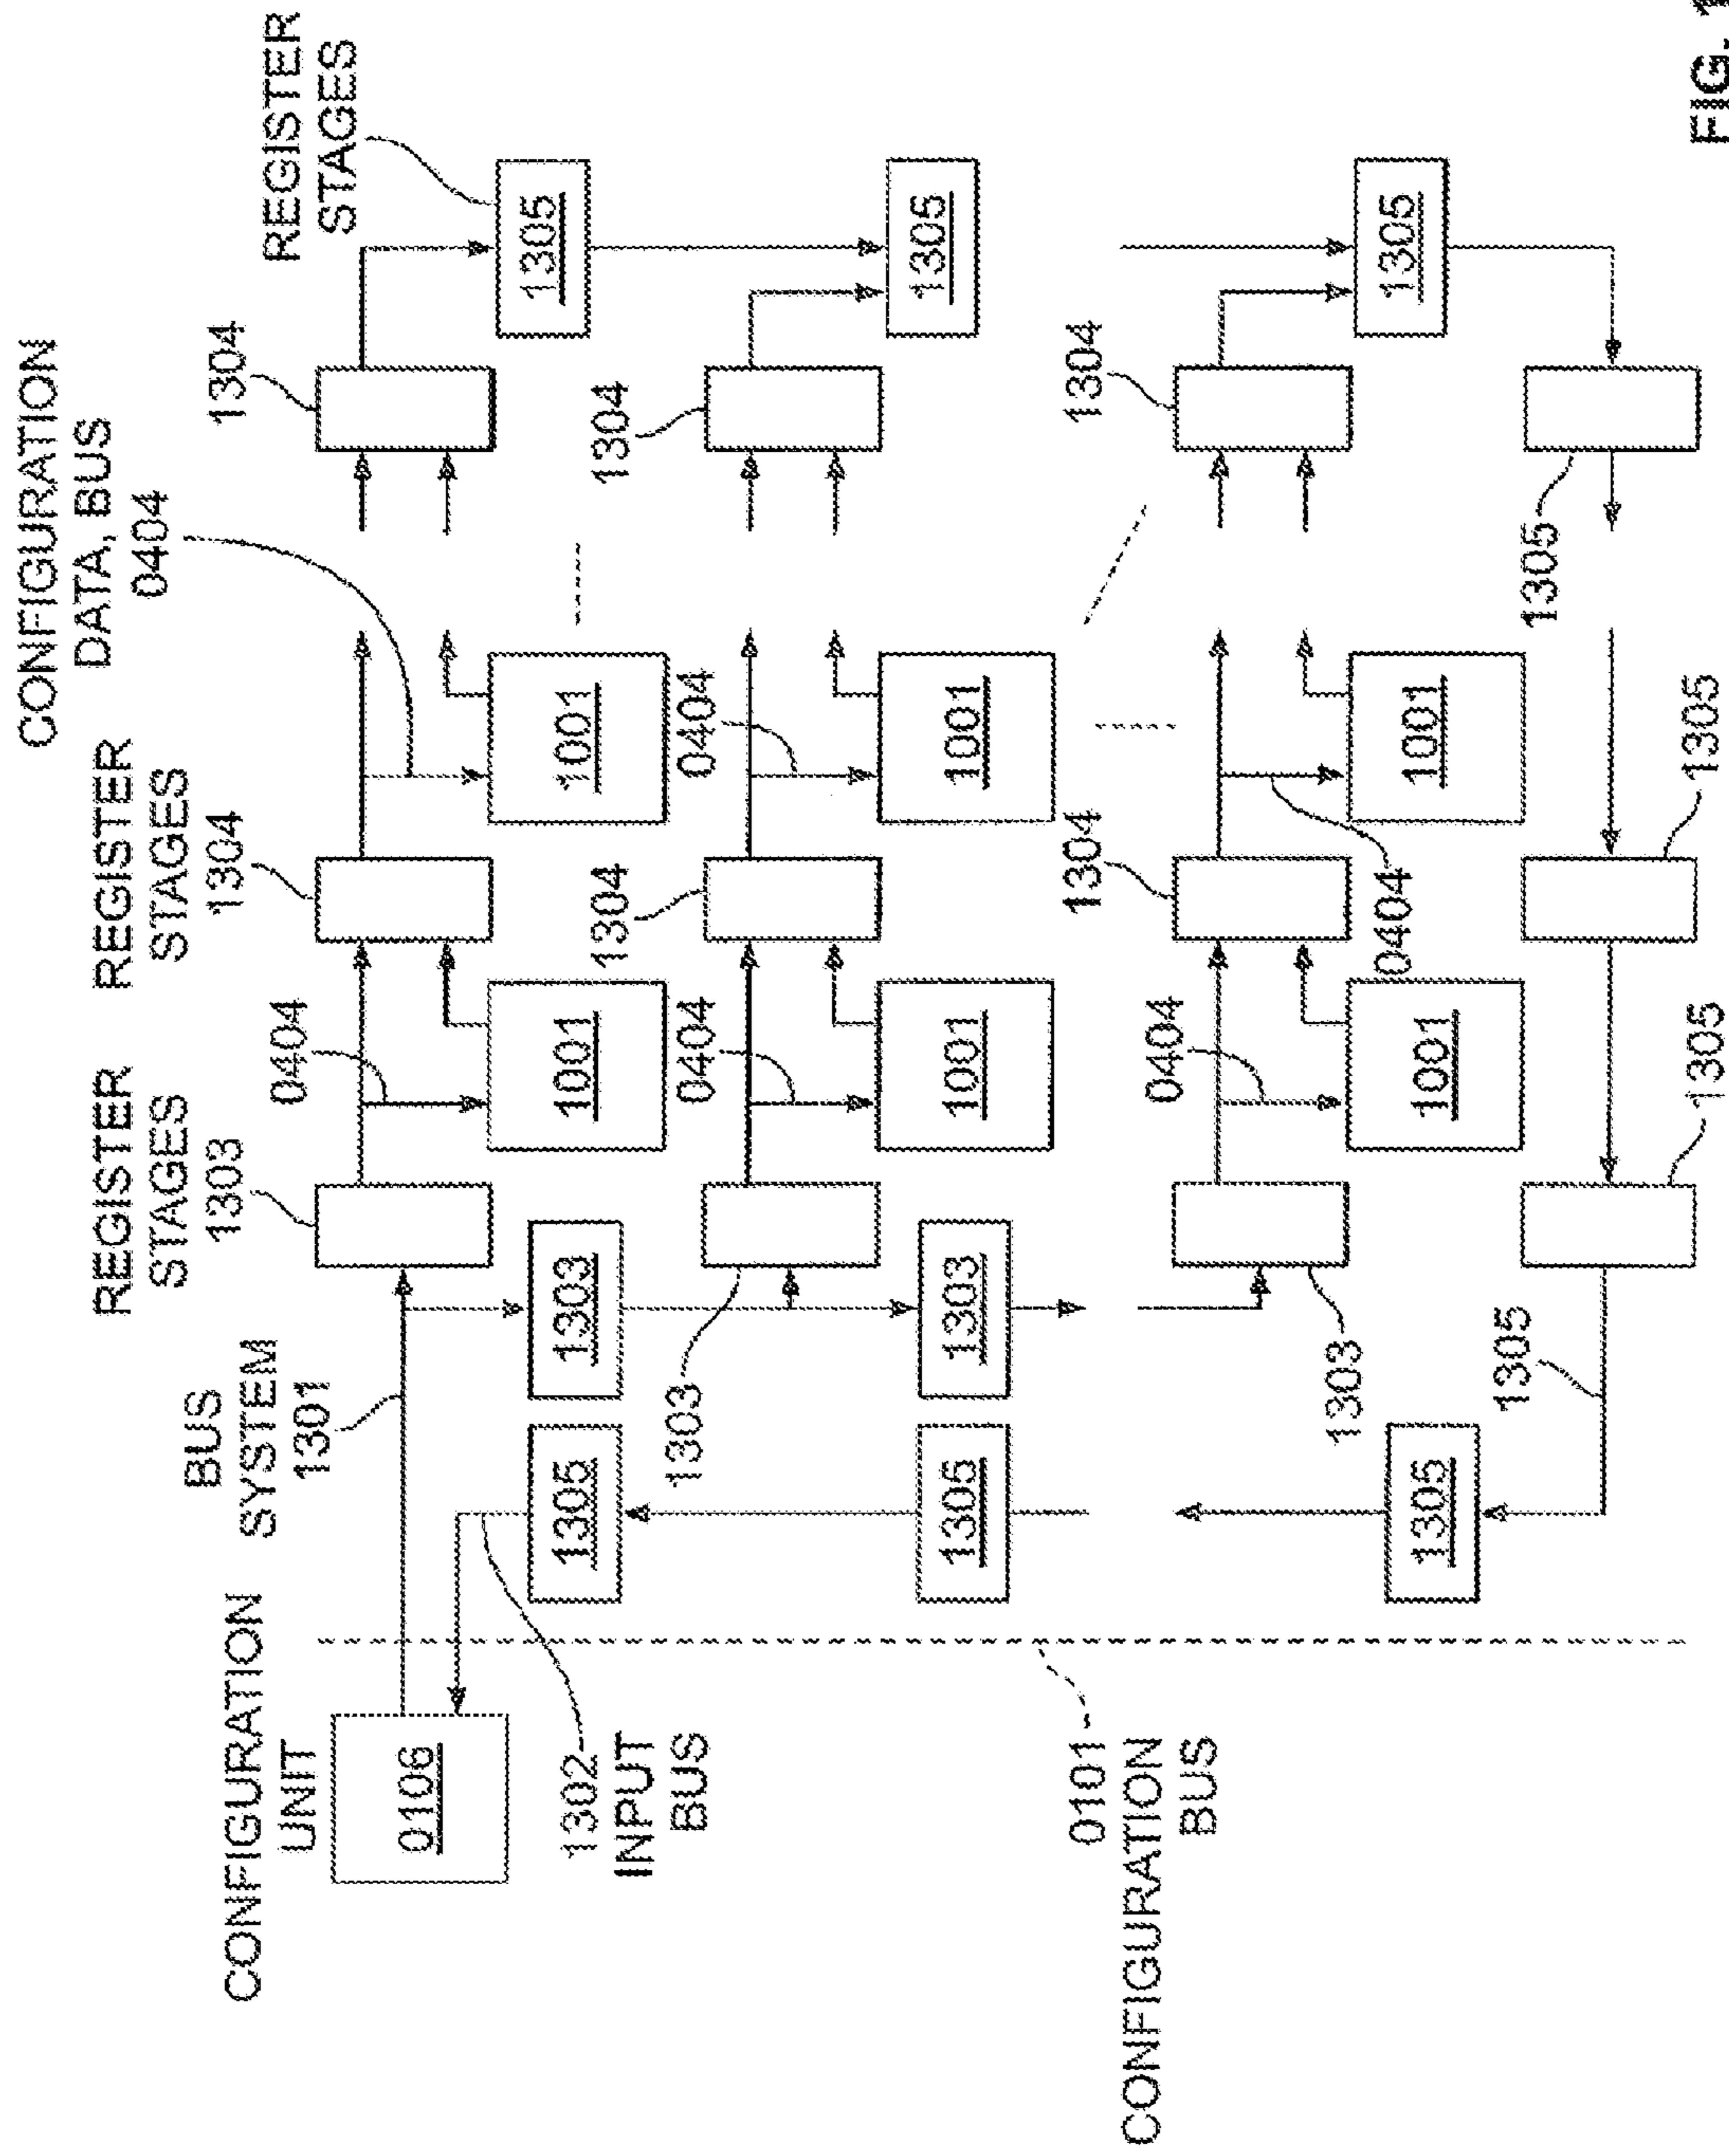 CONFIGURATION
DATA, BUS
0404
REGISTER
STAGES
1303
REGISTER
STAGES
1304
BUS
SYSTEM
1301
CONFIGURATION
UNIT
0106
1304
REGISTER
STAGES
0404
1302
INPUT
BUS
1305
1303
1001
1001
1305
1304
1304
1303
0404
0404
1305
1303
1001
1001
1305
0101
CONFIGURATION
BUS
1304
1304
0404
1303
0404
1305
1001
1001
1305
1305
1305
1305
1305
FIG.